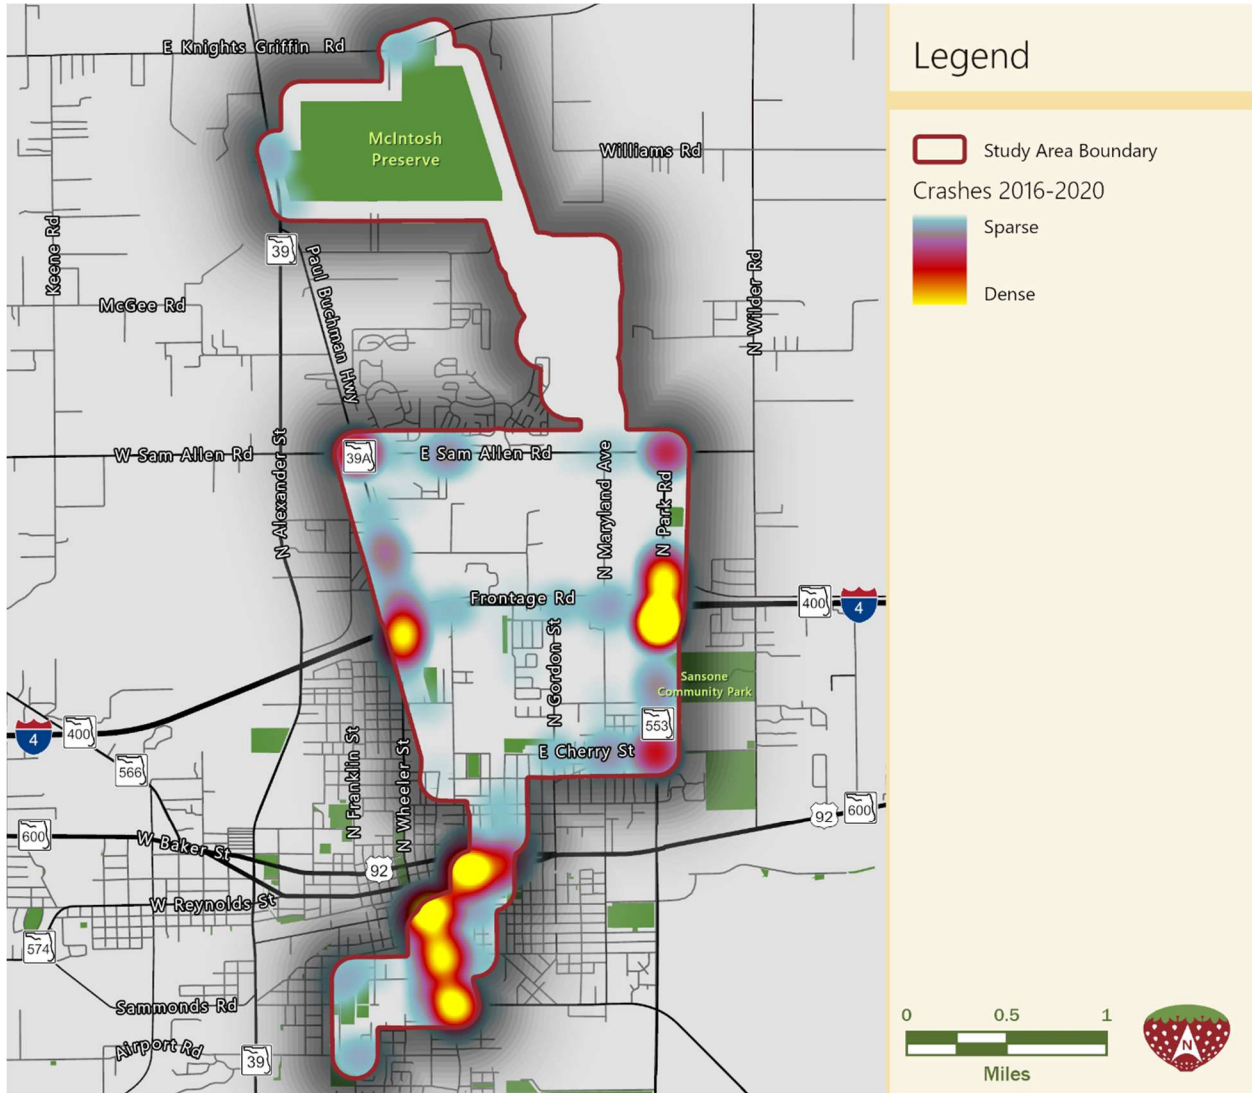 Legend
Study Area Boundary
Crashes 2016-2020
Sparse
Dense
E Knights Griffin Rd
McIntosh
Preserve
Williams Rd
Keene Rd
39
Paul Buchman Hwy
McGee Rd
N Wilder Rd
W Sam Allen Rd
39A
E Sam Allen Rd
N Alexander St
N Maryland Ave
N Park Rd
Frontage Rd
400
4
N Gordon St
Sansone
Community Park
553
4
400
566
E Cherry St
N Franklin St
N Wheeler St
600
W Baker St
92
92
600
W Reynolds St
574
Sammonds Rd
Airport Rd
39
0 0.5 1
Miles
N